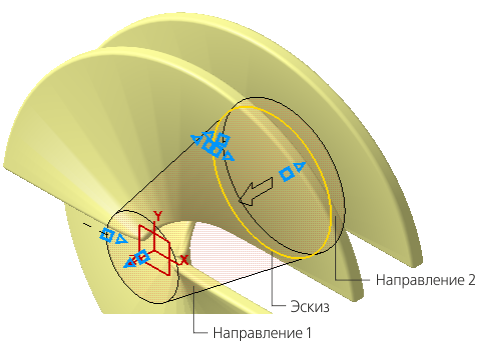 Y
X
Направление 2
Эскиз
Направление 1